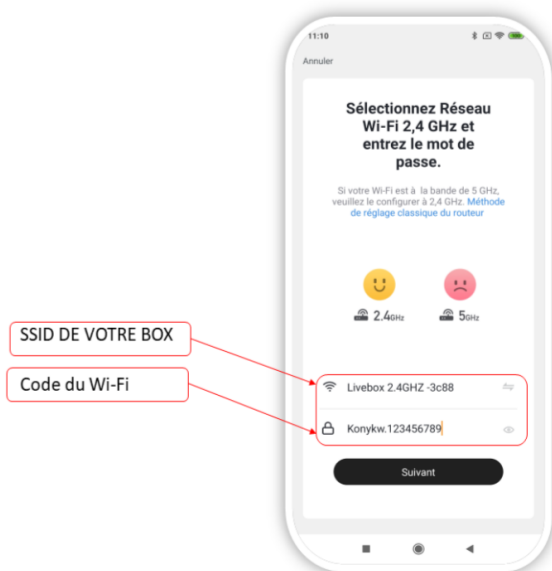 11:10
Annuler
Sélectionnez Réseau
Wi-Fi 2,4 GHz et
entrez le mot de
passe.
Si votre Wi-Fi est à la bande de 5 GHz,
veuillez le configurer à 2,4 GHz. Méthode
de réglage classique du routeur
2.4GHz
5GHz
SSID DE VOTRE BOX
Livebox 2.4GHZ -3c88
Code du Wi-Fi
Konykw.123456789
Suivant